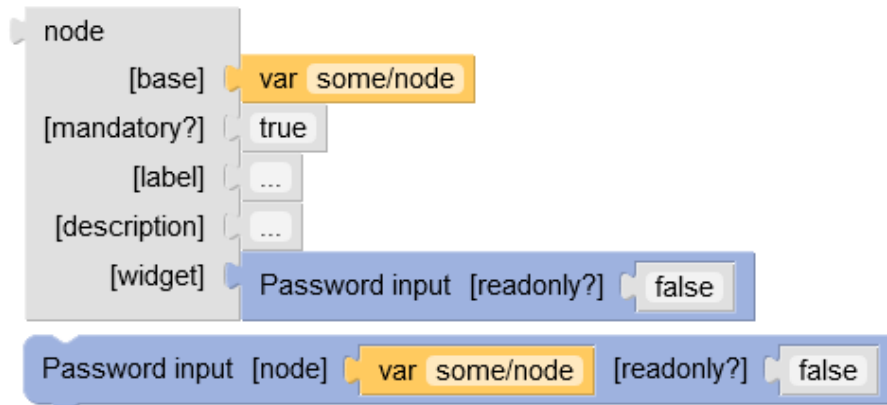 node
[base] var some/node
[mandatory?] true
[label] ...
[description] ...
[widget] Password input [readonly?] false
Password input [node] var some/node [readonly?] false